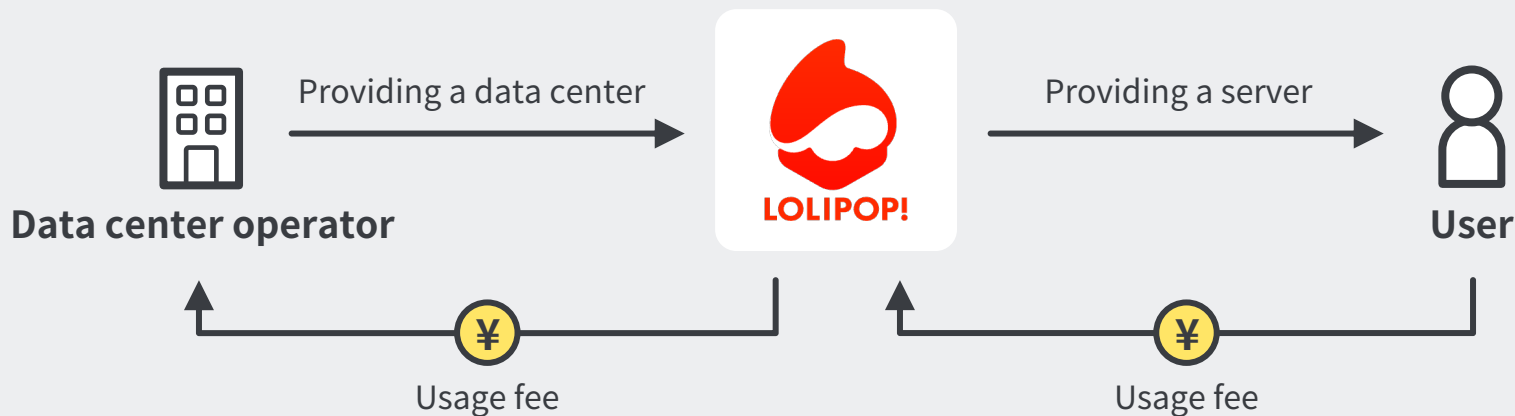 Providing a data center
Providing a server
LOLIPOP!
Data center operator
User
¥
¥
Usage fee
Usage fee